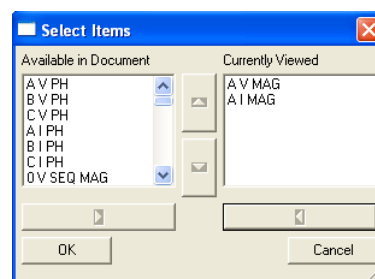 Select Items
Available in Document
Currently Viewed
A V PH
B V PH
C V PH
A I PH
B I PH
C I PH
0 V SEQ MAG
A V MAG
A I MAG
OK
Cancel